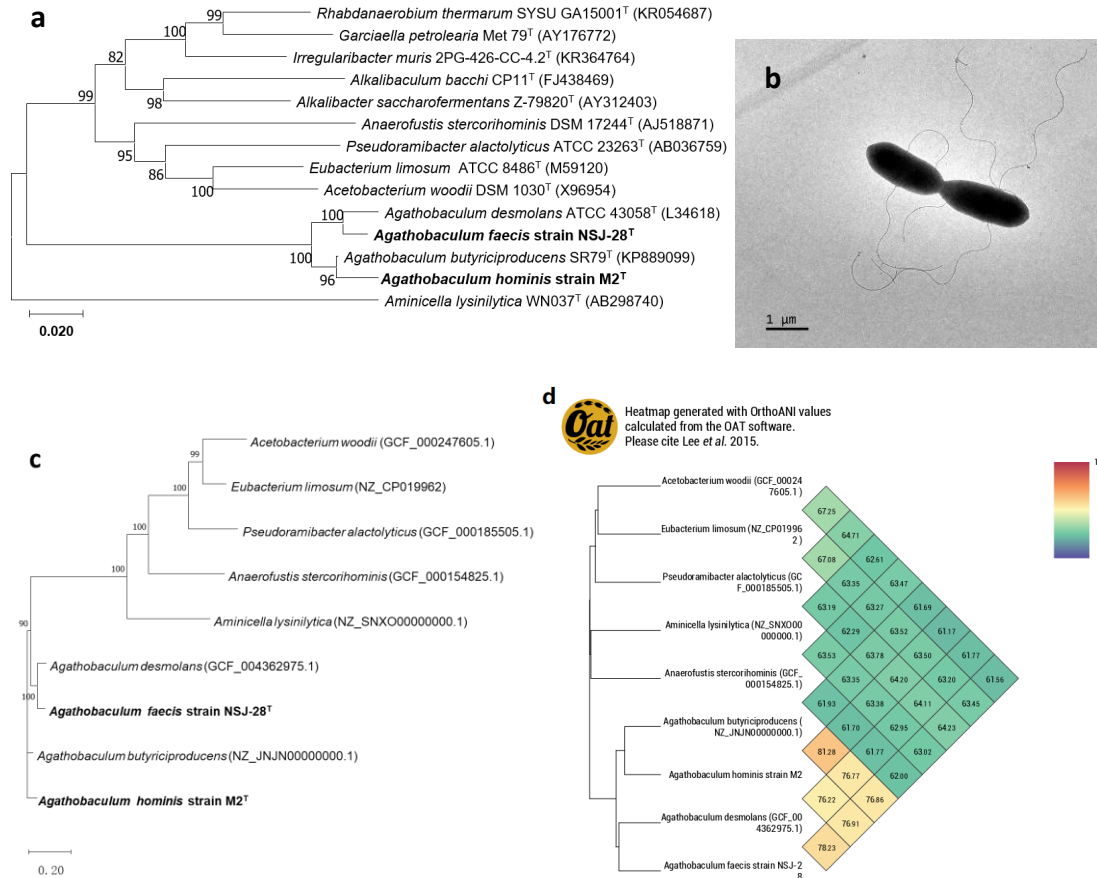 a
99
100
82
99
98
95
86
100
100
100
96
Rhabdanaerobium thermarum SYSU GA15001ᵀ (KR054687)
Garciaella petrolearia Met 79ᵀ (AY176772)
Irregularibacter muris 2PG-426-CC-4.2ᵀ (KR364764)
Alkalibaculum bacchi CP11ᵀ (FJ438469)
Alkalibacter saccharofermentans Z-79820ᵀ (AY312403)
Anaerofustis stercorihominis DSM 17244ᵀ (AJ518871)
Pseudoramibacter alactolyticus ATCC 23263ᵀ (AB036759)
Eubacterium limosum ATCC 8486ᵀ (M59120)
Acetobacterium woodii DSM 1030ᵀ (X96954)
Agathobaculum desmolans ATCC 43058ᵀ (L34618)
Agathobaculum faecis strain NSJ-28ᵀ
Agathobaculum butyriciproducens SR79ᵀ (KP889099)
Agathobaculum hominis strain M2ᵀ
Aminicella lysinilytica WN037ᵀ (AB298740)
0.020
b
1 µm
c
99
100
100
100
90
100
Acetobacterium woodii (GCF_000247605.1)
Eubacterium limosum (NZ_CP019962)
Pseudoramibacter alactolyticus (GCF_000185505.1)
Anaerofustis stercorihominis (GCF_000154825.1)
Aminicella lysinilytica (NZ_SNXO00000000.1)
Agathobaculum desmolans (GCF_004362975.1)
Agathobaculum faecis strain NSJ-28ᵀ
Agathobaculum butyriciproducens (NZ_JNJN00000000.1)
Agathobaculum hominis strain M2ᵀ
0.20
d
Oat
Heatmap generated with OrthoANI values
calculated from the OAT software.
Please cite Lee et al. 2015.
Acetobacterium woodii (GCF_00024
7605.1)
Eubacterium limosum (NZ_CP01996
2)
Pseudoramibacter alactolyticus (GC
F_000185505.1)
Aminicella lysinilytica (NZ_SNXO00
000000.1)
Anaerofustis stercorihominis (GCF_
000154825.1)
Agathobaculum butyriciproducens (
NZ_JNJN00000000.1)
Agathobaculum hominis strain M2
Agathobaculum desmolans (GCF_00
4362975.1)
Agathobaculum faecis strain NSJ-2
8
67.25
64.71
67.08
62.61
63.35
63.47
63.19
63.27
61.69
62.29
63.52
61.17
63.53
63.78
63.50
61.77
63.35
64.20
63.20
61.56
61.93
63.38
64.11
63.45
61.70
62.95
64.23
81.28
61.77
63.02
76.77
62.00
76.22
76.86
76.91
78.23
1